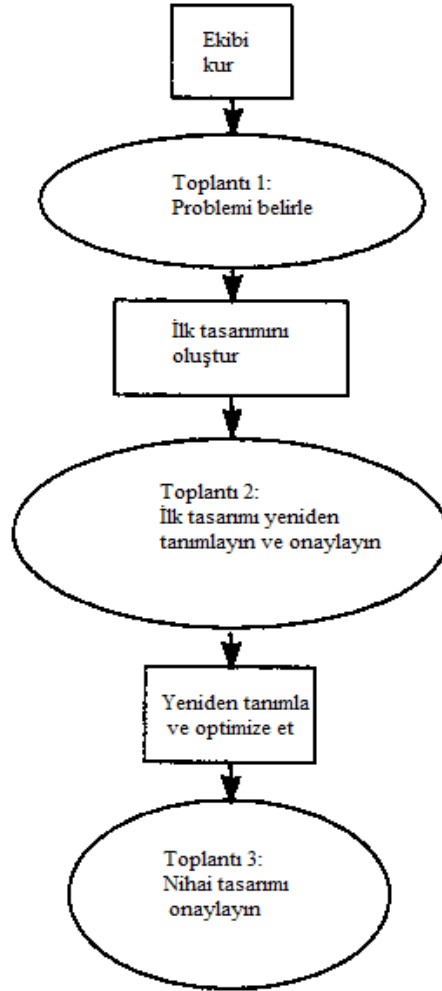 Ekibi
kur
Toplantı 1:
Problemi belirle
İlk tasarımını
oluştur
Toplantı 2:
İlk tasarımı yeniden
tanımlayın ve onaylayın
Yeniden tanımla
ve optimize et
Toplantı 3:
Nihai tasarımı
onaylayın